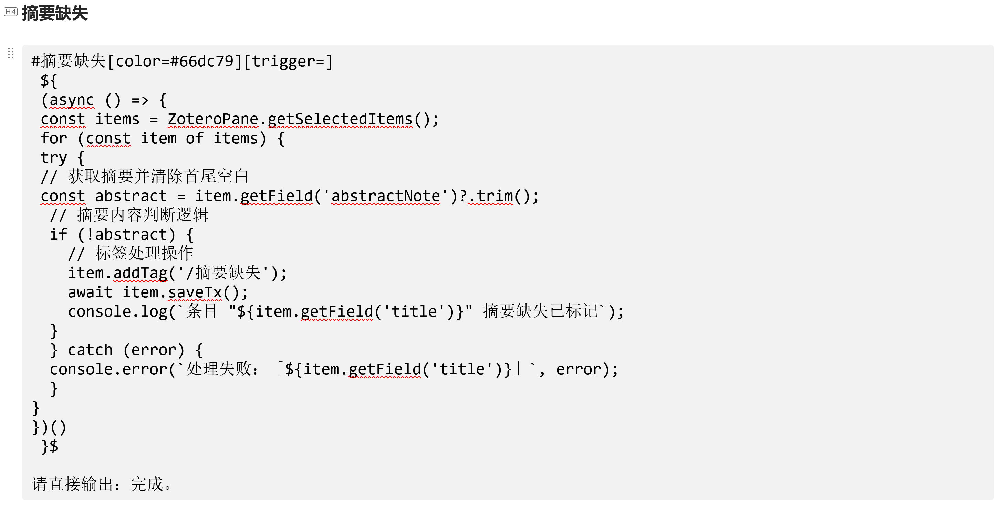 H4 摘要缺失
#摘要缺失[color=#66dc79][trigger=]
${
(async () => {
const items = ZoteroPane.getSelectedItems();
for (const item of items) {
try {
// 获取摘要并清除首尾空白
const abstract = item.getField('abstractNote')?.trim();
// 摘要内容判断逻辑
if (!abstract) {
// 标签处理操作
item.addTag('/摘要缺失');
await item.saveTx();
console.log(`条目 "${item.getField('title')}" 摘要缺失已标记`);
}
} catch (error) {
console.error(`处理失败：「${item.getField('title')}」`, error);
}
}
})()
}$
请直接输出：完成。